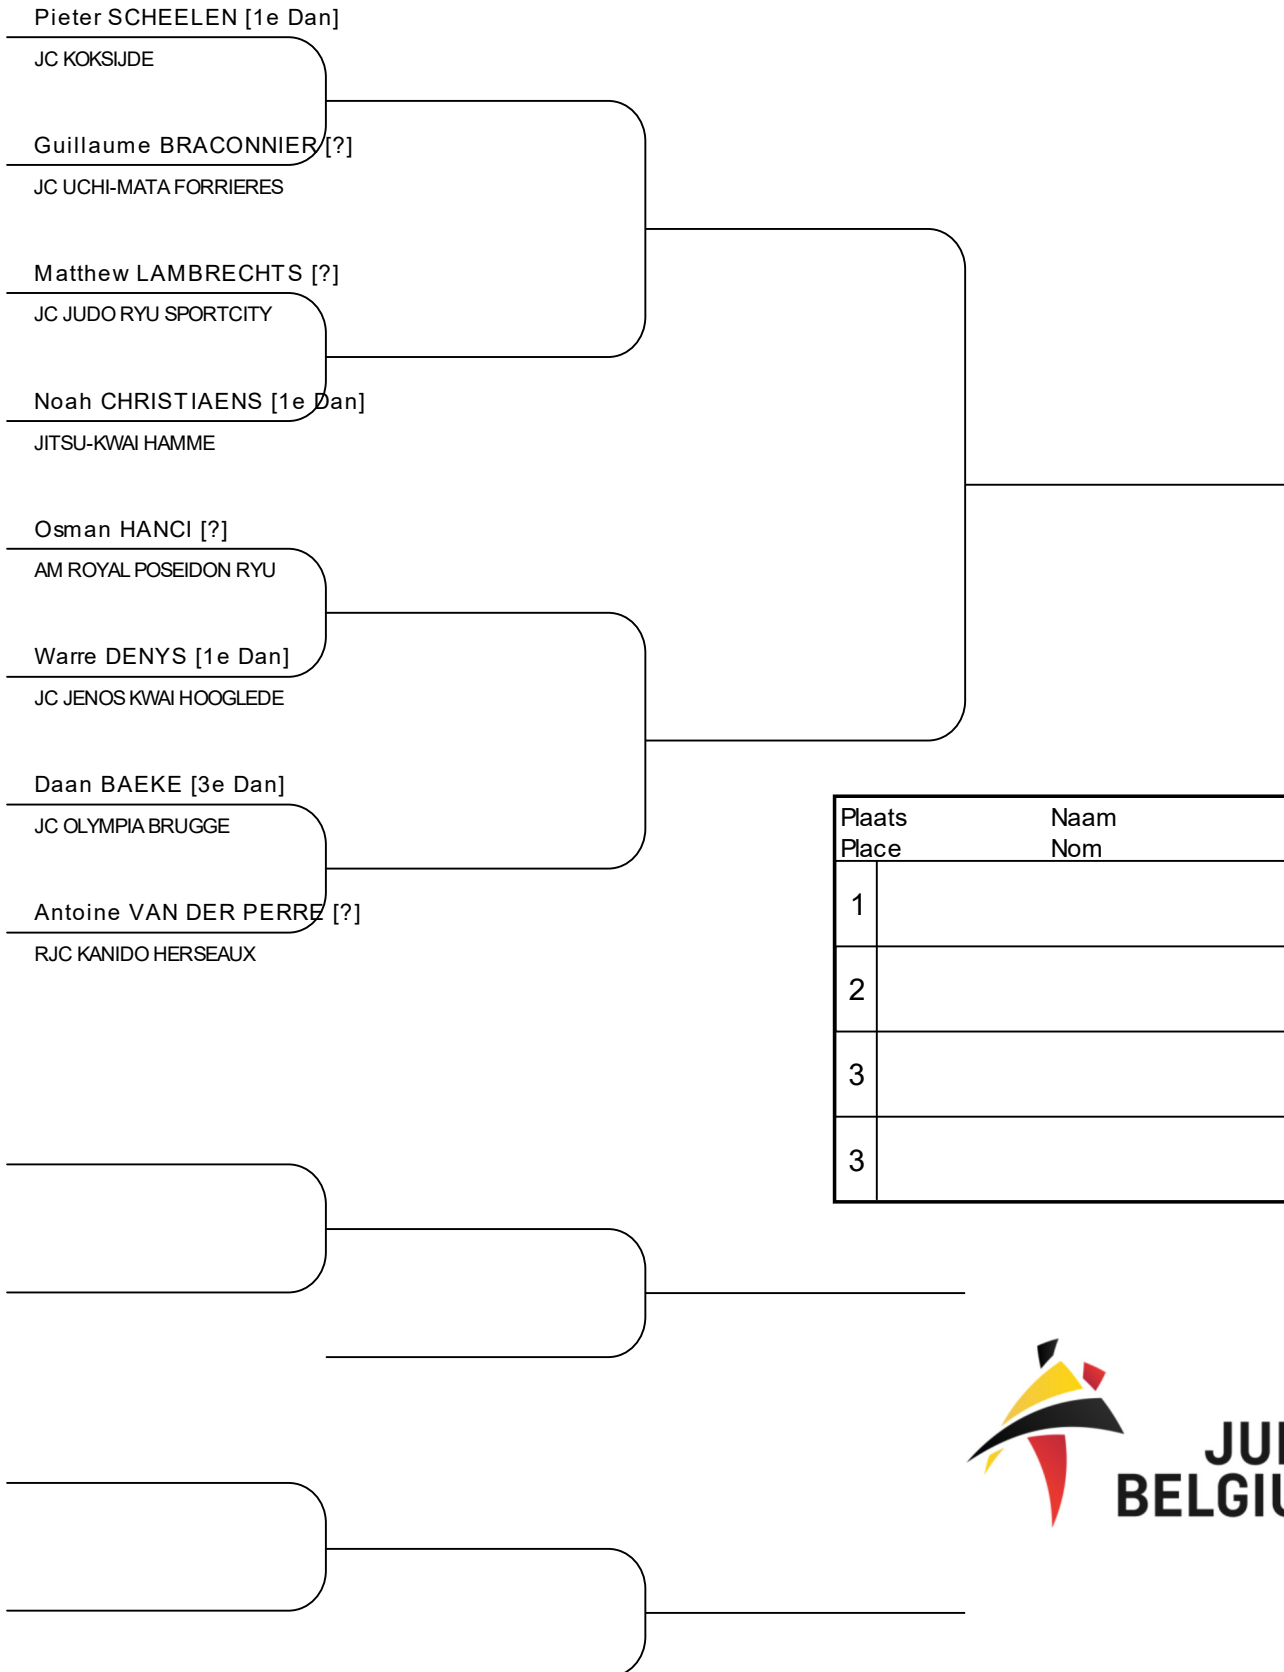 Pieter SCHEELEN [1e Dan]
JC KOKSIJDE
Guillaume BRACONNIER [?]
JC UCHI-MATA FORRIERES
Matthew LAMBRECHTS [?]
JC JUDO RYU SPORTCITY
Noah CHRISTIAENS [1e Dan]
JITSU-KWAI HAMME
Osman HANCI [?]
AM ROYAL POSEIDON RYU
Warre DENYS [1e Dan]
JC JENOS KWAI HOOGLEDE
Daan BAEKE [3e Dan]
JC OLYMPIA BRUGGE
Antoine VAN DER PERRE [?]
RJC KANIDO HERSEAUX
Plaats Naam
Place Nom
1
2
3
3